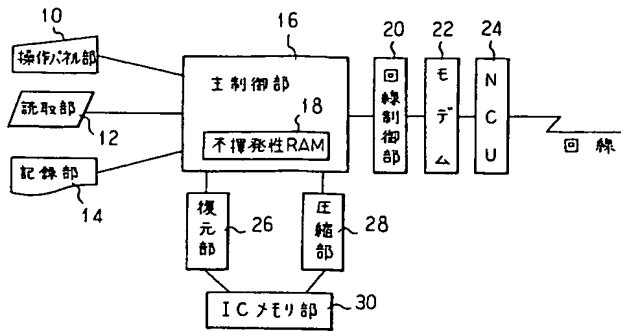 10
操作パネル部
読取部
12
記録部
14
16
主制御部
18
不揮発性RAM
20
回線制御部
22
モデム
24
NCU
回線
復元部
26
圧縮部
28
ICメモリ部
30